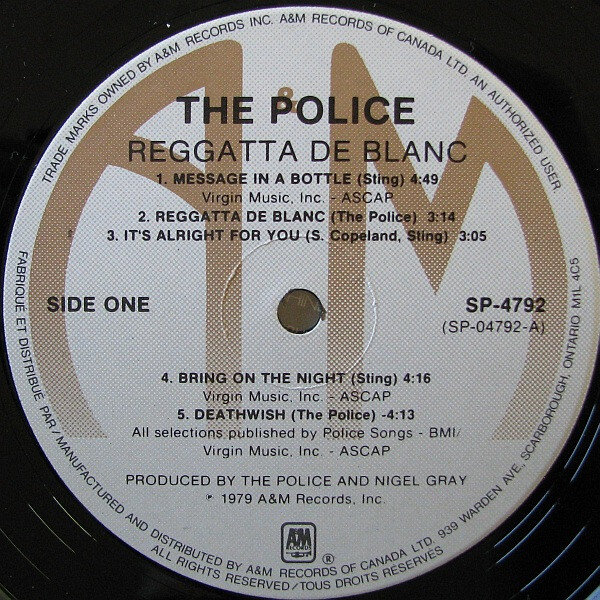 TRADE MARKS OWNED BY A&M RECORDS INC. A&M RECORDS OF CANADA LTD. AN AUTHORIZED USER
&
THE POLICE
REGGATTA DE BLANC
1. MESSAGE IN A BOTTLE (Sting) 4:49
Virgin Music, Inc. - ASCAP
2. REGGATTA DE BLANC (The Police) 3:14
3. IT'S ALRIGHT FOR YOU (S. Copeland, Sting) 3:05
SIDE ONE
SP-4792
(SP-04792-A)
4. BRING ON THE NIGHT (Sting) 4:16
Virgin Music, Inc. - ASCAP
5. DEATHWISH (The Police) -4:13
All selections published by Police Songs - BMI/
Virgin Music, Inc. - ASCAP
PRODUCED BY THE POLICE AND NIGEL GRAY
℗ 1979 A&M Records, Inc.
A&M
RECORDS
®
FABRIQUÉ ET DISTRIBUÉ PAR/MANUFACTURED AND DISTRIBUTED BY A&M RECORDS OF CANADA LTD. 939 WARDEN AVE., SCARBOROUGH, ONTARIO M1L 4C5
ALL RIGHTS RESERVED/TOUS DROITS RESERVÉS